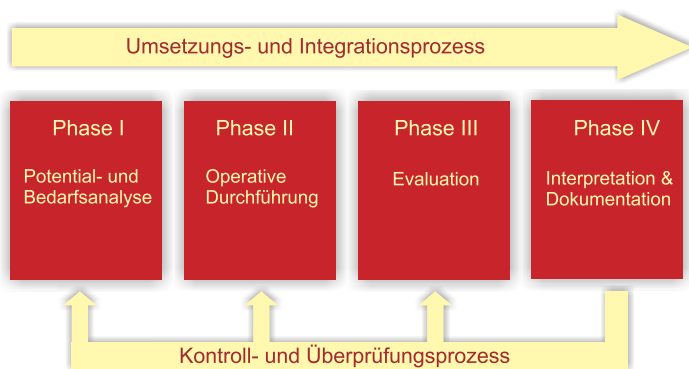 Umsetzungs- und Integrationsprozess
Phase I
Potential- und
Bedarfsanalyse
Phase II
Operative
Durchführung
Phase III
Evaluation
Phase IV
Interpretation &
Dokumentation
Kontroll- und Überprüfungsprozess